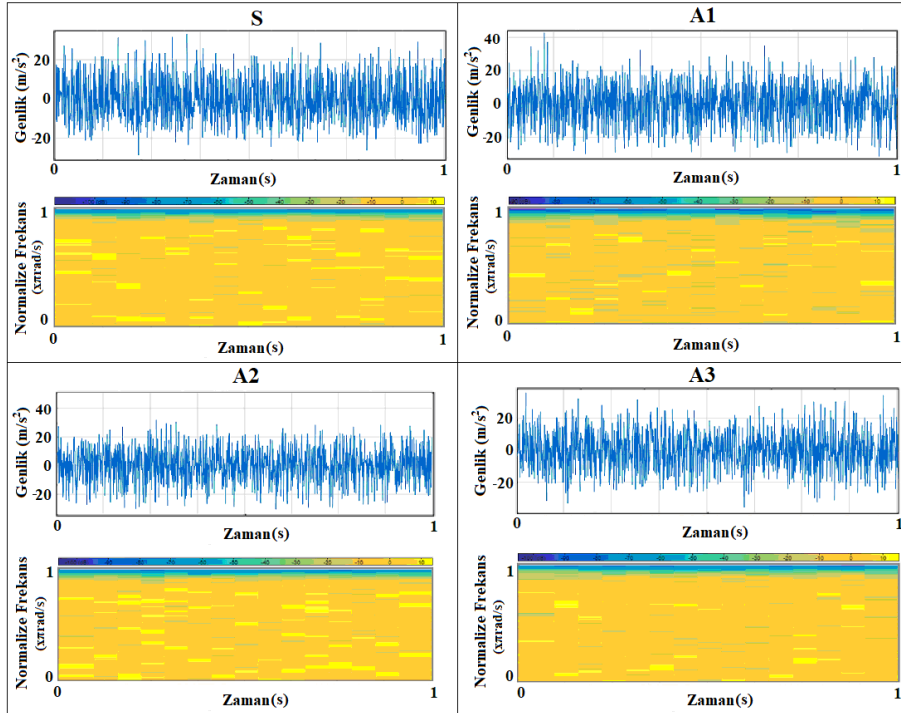 S
Genlik (m/s²)
20
0
-20
0
1
Zaman(s)
Normalize Frekans
(xπrad/s)
1
0
0
1
Zaman(s)
A1
Genlik (m/s²)
40
20
0
-20
0
1
Zaman(s)
Normalize Frekans
(xπrad/s)
1
0
0
1
Zaman(s)
A2
Genlik (m/s²)
40
20
0
-20
0
1
Zaman(s)
Normalize Frekans
(xπrad/s)
1
0
0
1
Zaman(s)
A3
Genlik (m/s²)
20
0
-20
0
1
Zaman(s)
Normalize Frekans
(xπrad/s)
1
0
0
1
Zaman(s)